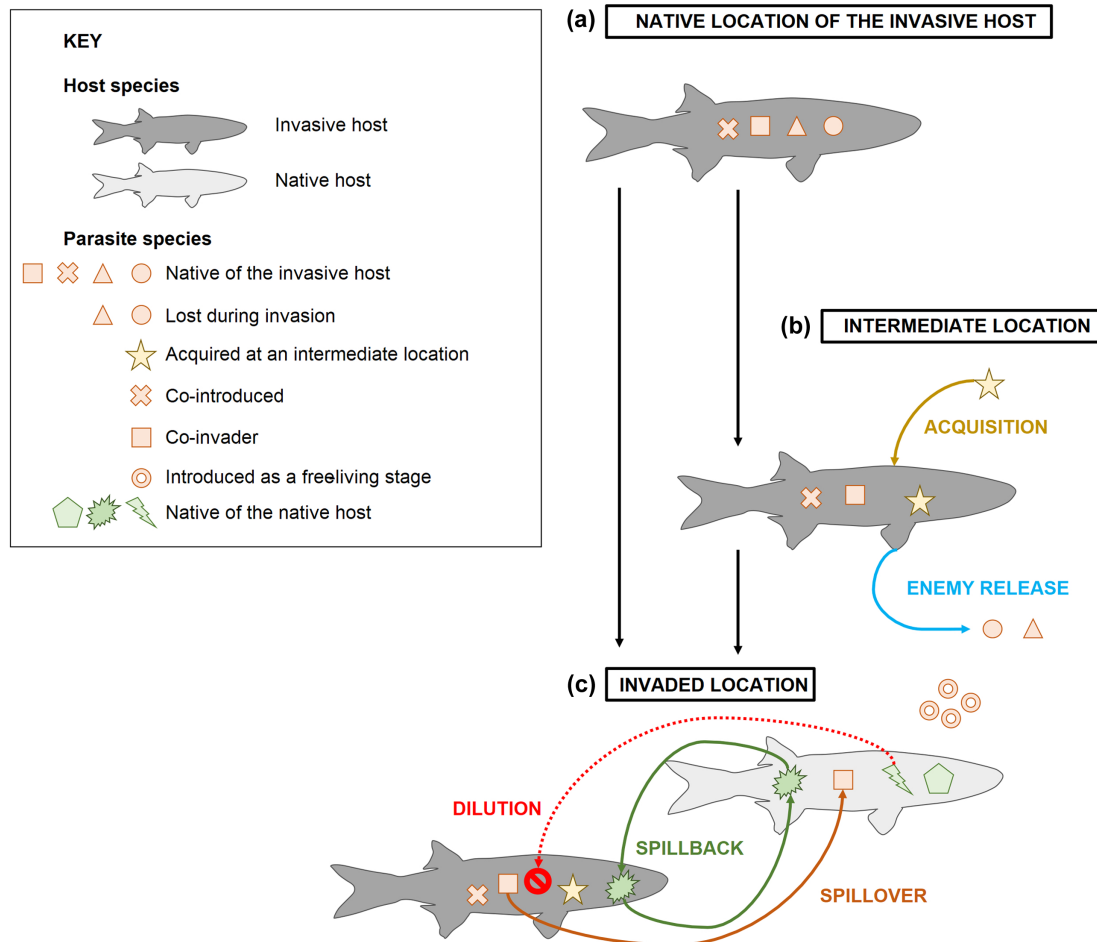 KEY
Host species
Invasive host
Native host
Parasite species
Native of the invasive host
Lost during invasion
Acquired at an intermediate location
Co-introduced
Co-invader
Introduced as a freeliving stage
Native of the native host
(a) NATIVE LOCATION OF THE INVASIVE HOST
(b) INTERMEDIATE LOCATION
ACQUISITION
ENEMY RELEASE
(c) INVADED LOCATION
DILUTION
SPILLBACK
SPILLOVER